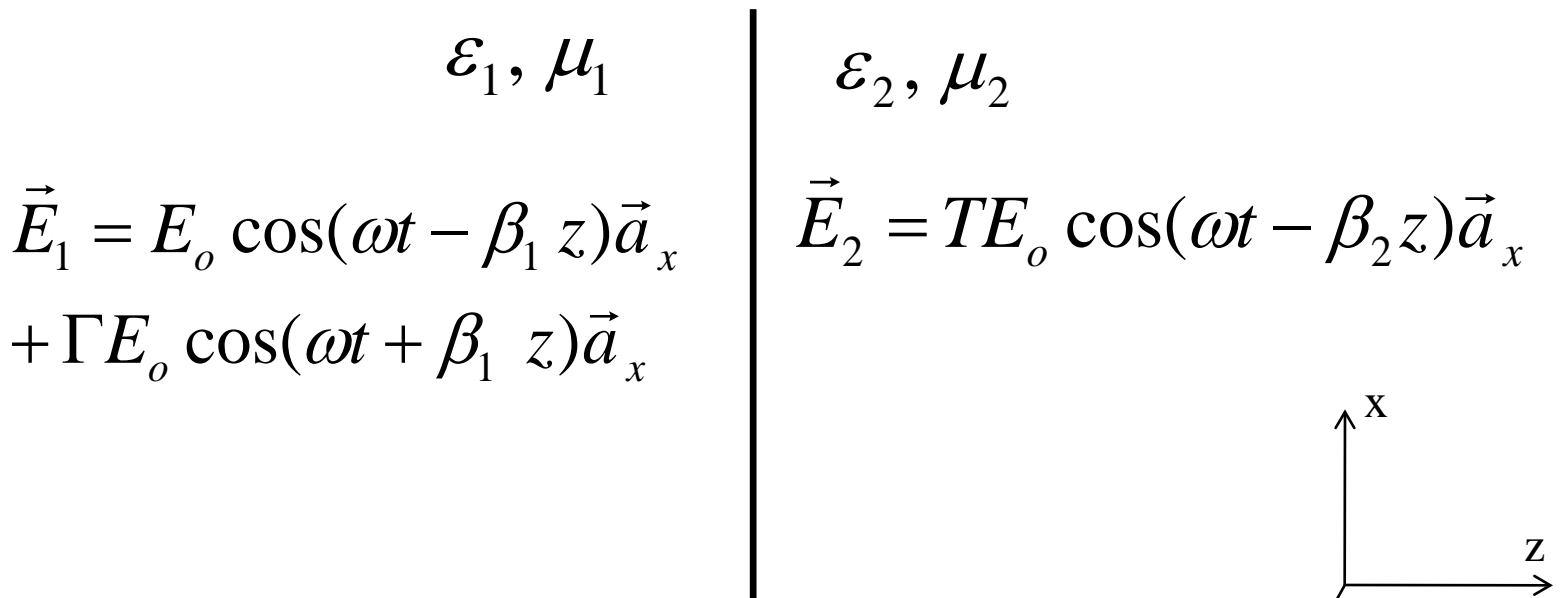 ε₁, μ₁
E⃗₁ = Eₒ cos(ωt − β₁ z)a⃗ₓ
+ ΓEₒ cos(ωt + β₁ z)a⃗ₓ
ε₂, μ₂
E⃗₂ = TEₒ cos(ωt − β₂z)a⃗ₓ
x
z